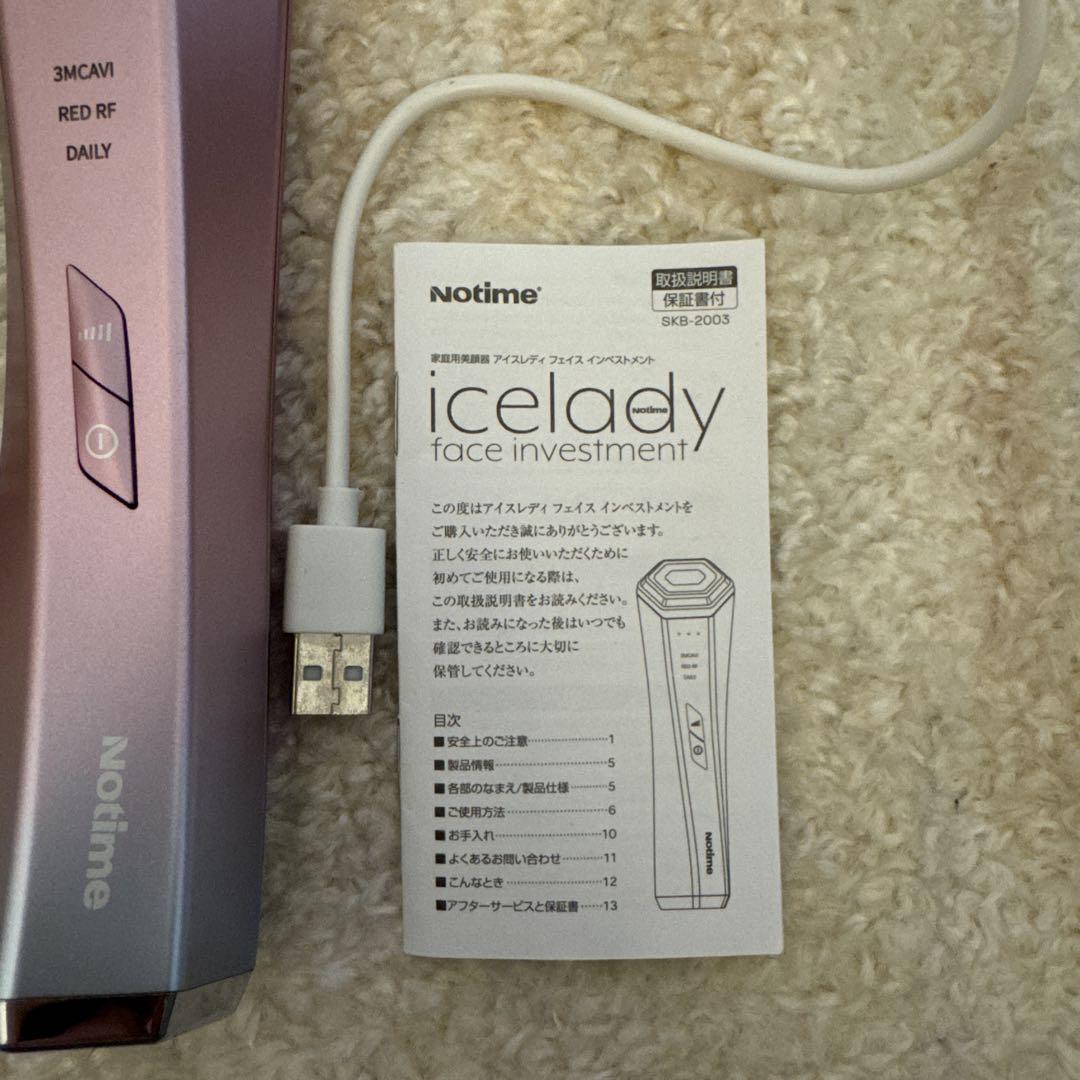 3MCAVI
RED RF
DAILY
Notime
Notime
取扱説明書
保証書付
SKB-2003
家庭用美顔器 アイスレディ フェイス インベストメント
icelady
Notime
face investment
この度はアイスレディ フェイス インベストメントを
ご購入いただき誠にありがとうございます。
正しく安全にお使いいただくために
初めてご使用になる際は、
この取扱説明書をお読みください。
また、お読みになった後はいつでも
確認できるところに大切に
保管してください。
3MCAVI
RED RF
DAILY
Notime
目次
■安全上のご注意…………………1
■製品情報…………………………5
■各部のなまえ/製品仕様…………5
■ご使用方法………………………6
■お手入れ…………………………10
■よくあるお問い合わせ…………11
■こんなとき………………………12
■アフターサービスと保証書……13